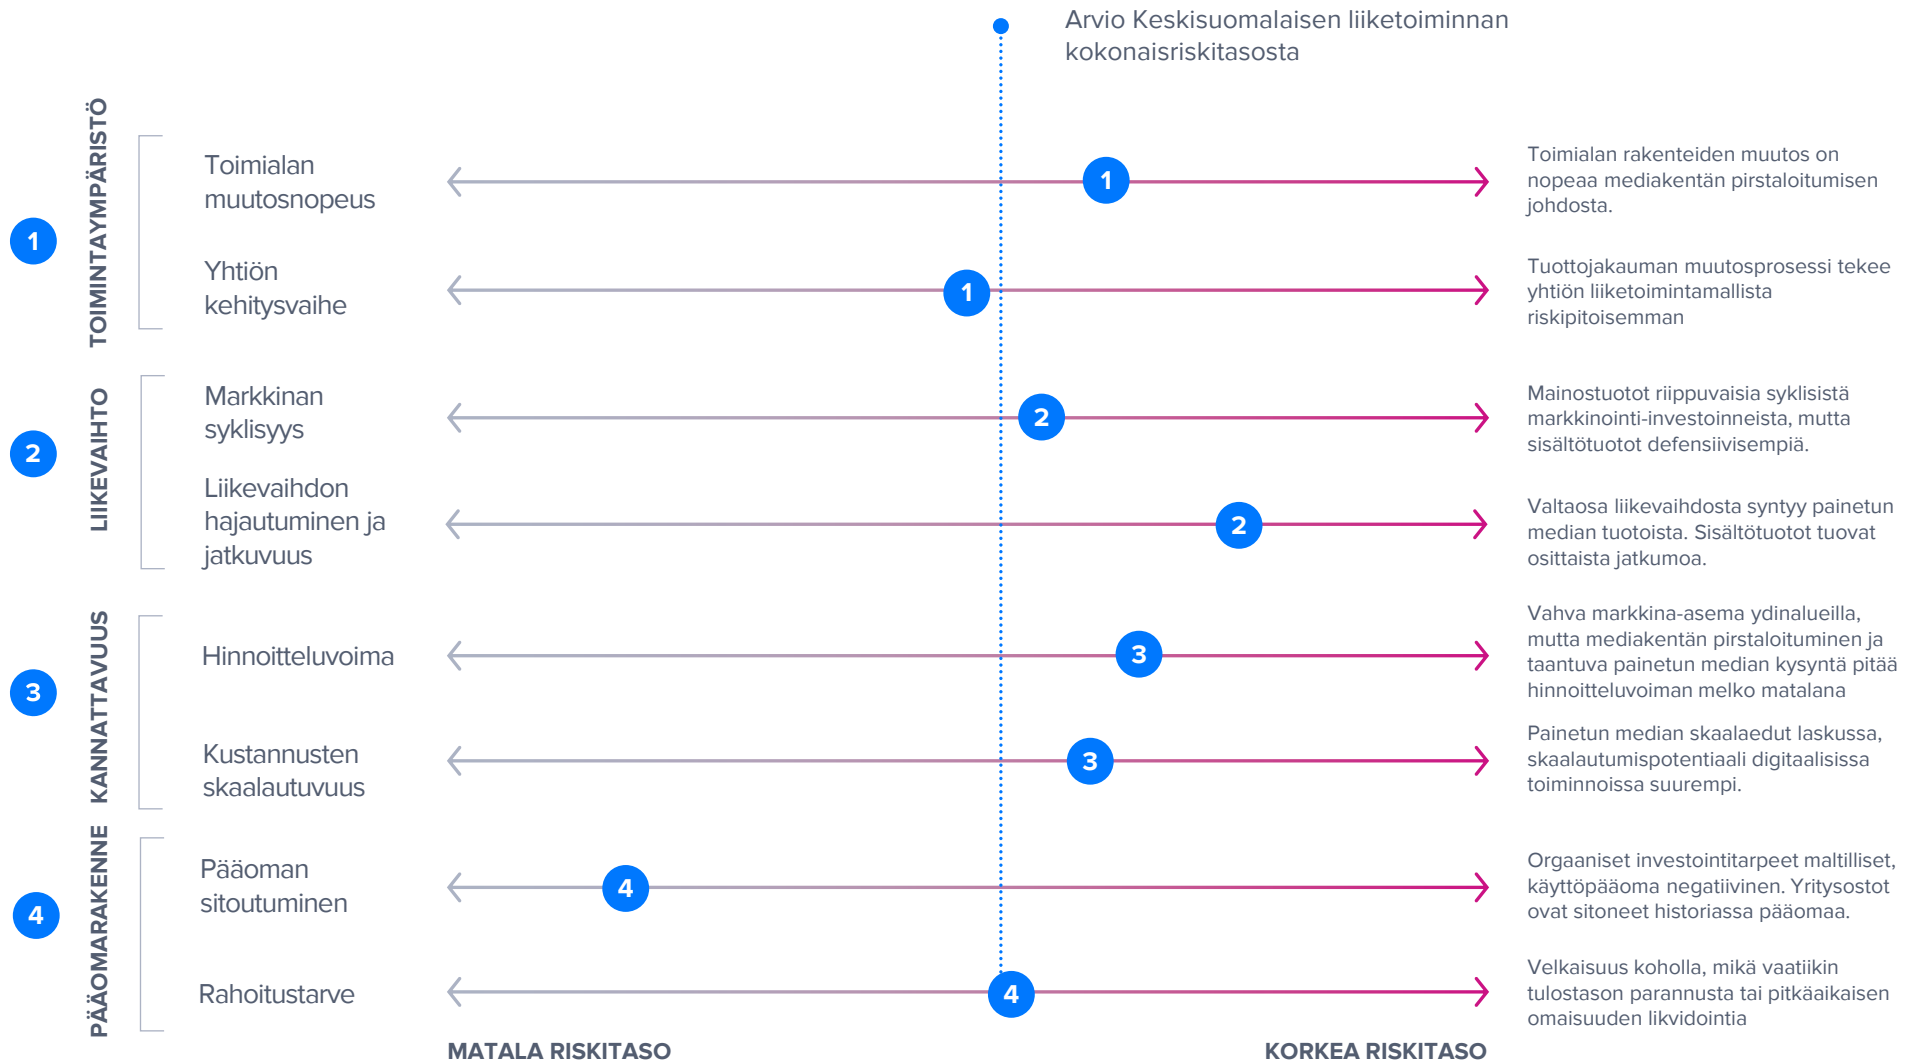 Arvio Keskisuomalaisen liiketoiminnan
kokonaisriskitasosta
1
TOIMINTAYMPÄRISTÖ
Toimialan
muutosnopeus
1
Toimialan rakenteiden muutos on
nopeaa mediakentän pirstaloitumisen
johdosta.
Yhtiön
kehitysvaihe
1
Tuottojakauman muutosprosessi tekee
yhtiön liiketoimintamallista
riskipitoisemman
2
LIIKEVAIHTO
Markkinan
syklisyys
2
Mainostuotot riippuvaisia syklisistä
markkinointi-investoinneista, mutta
sisältötuotot defensiivisempiä.
Liikevaihdon
hajautuminen ja
jatkuvuus
2
Valtaosa liikevaihdosta syntyy painetun
median tuotoista. Sisältötuotot tuovat
osittaista jatkumoa.
3
KANNATTAVUUS
Hinnoitteluvoima
3
Vahva markkina-asema ydinalueilla,
mutta mediakentän pirstaloituminen ja
taantuva painetun median kysyntä pitää
hinnoitteluvoiman melko matalana
Kustannusten
skaalautuvuus
3
Painetun median skaalaedut laskussa,
skaalautumispotentiaali digitaalisissa
toiminnoissa suurempi.
4
PÄÄOMARAKENNE
Pääoman
sitoutuminen
4
Orgaaniset investointitarpeet maltilliset,
käyttöpääoma negatiivinen. Yritysostot
ovat sitoneet historiassa pääomaa.
Rahoitustarve
4
Velkaisuus koholla, mikä vaatiikin
tulostason parannusta tai pitkäaikaisen
omaisuuden likvidointia
MATALA RISKITASO
KORKEA RISKITASO